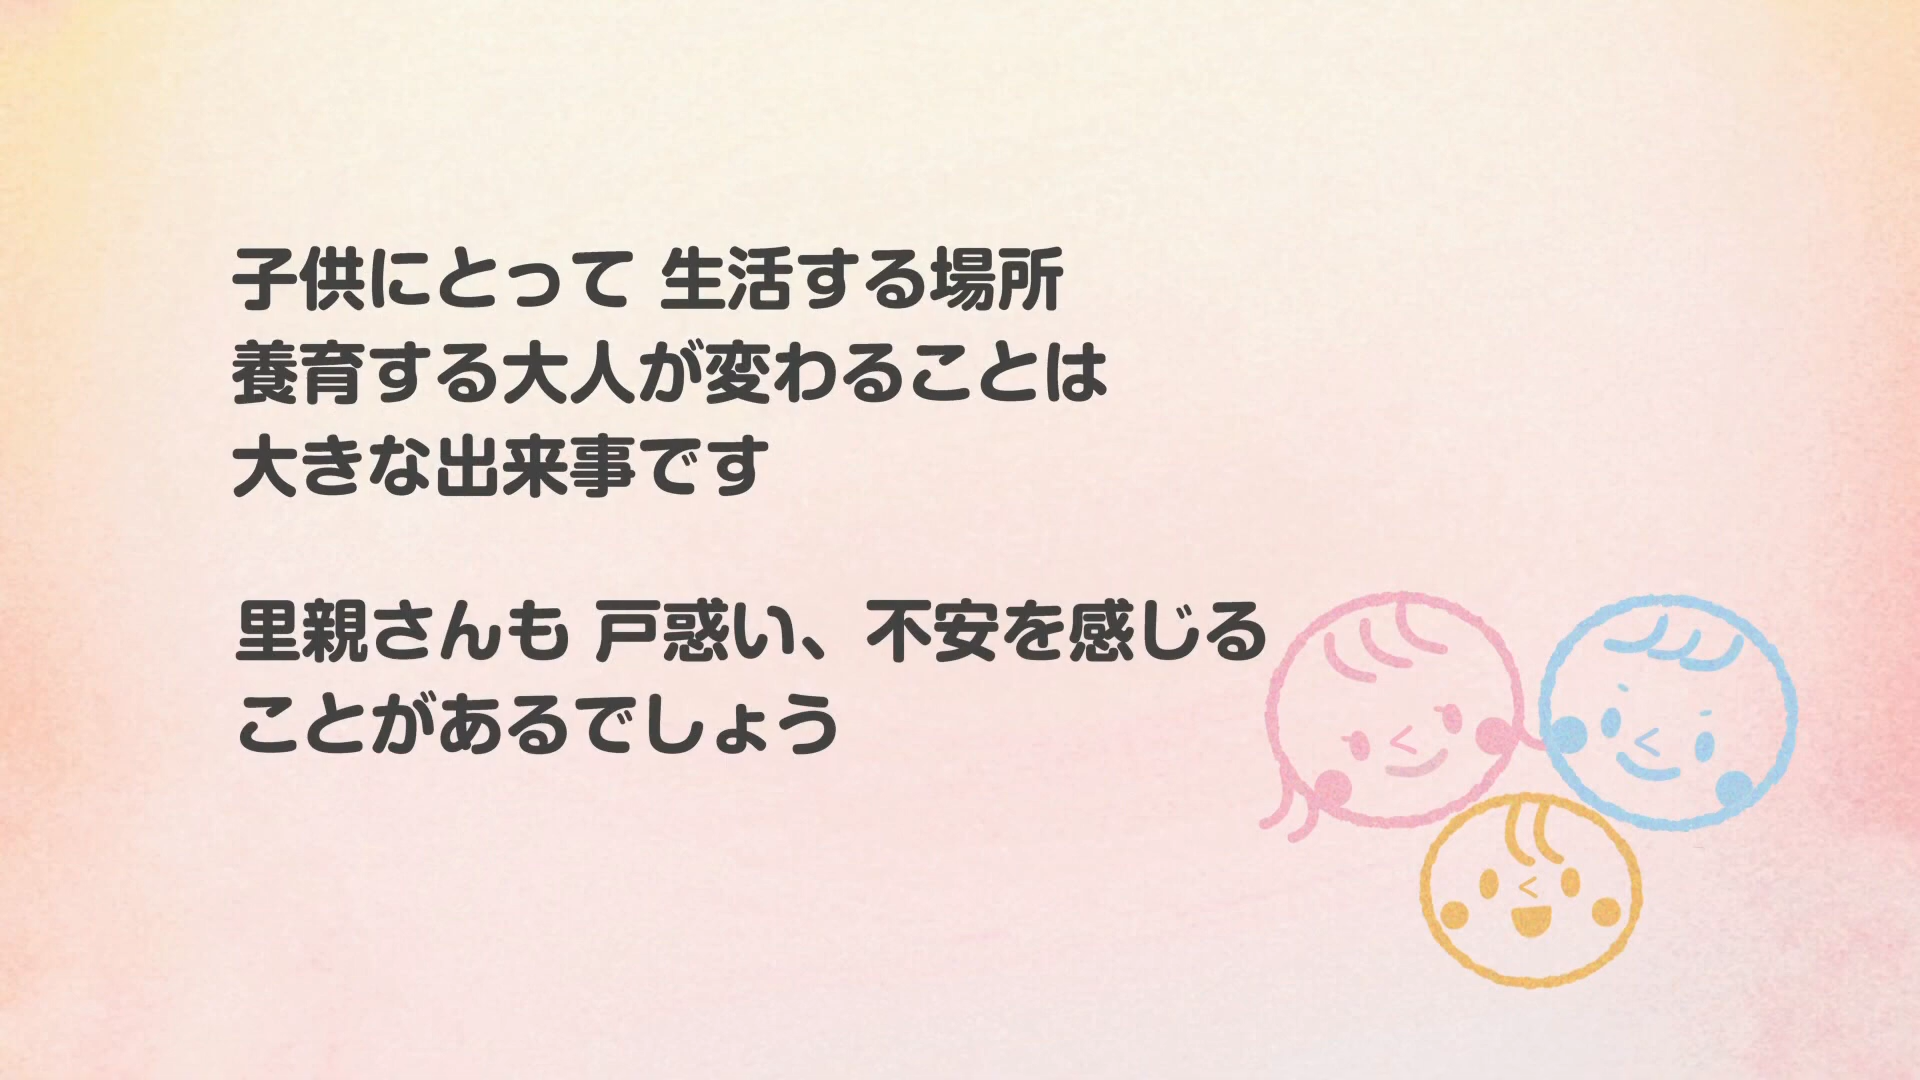 子供にとって 生活する場所
養育する大人が変わることは
大きな出来事です
里親さんも 戸惑い、不安を感じる
ことがあるでしょう